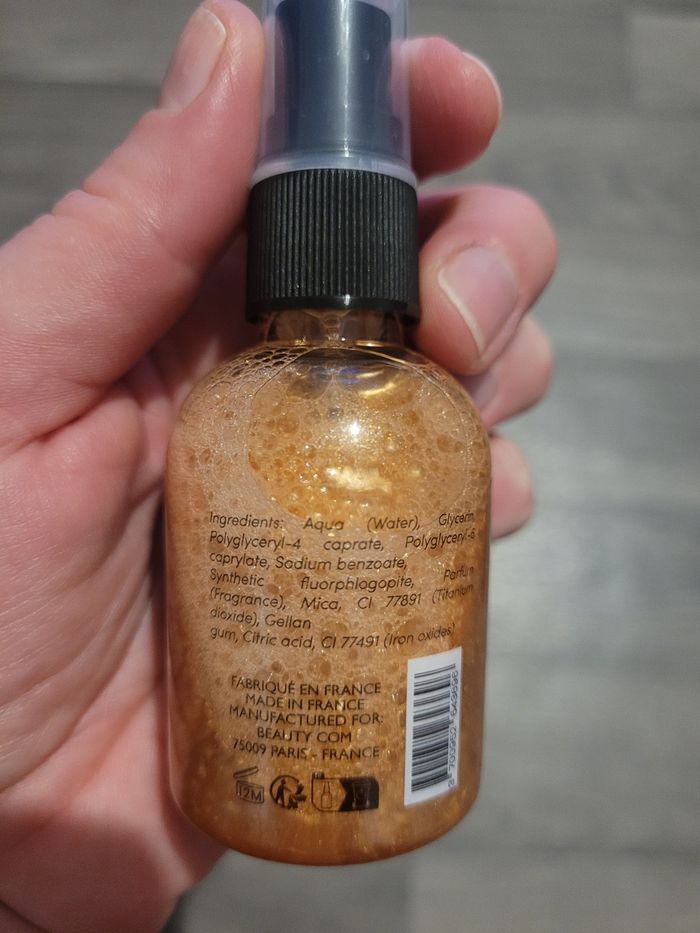 Ingredients: Aqua (Water), Glycerin,
Polyglyceryl-4 caprate, Polyglyceryl-6
caprylate, Sodium benzoate,
Synthetic fluorphlogopite, Parfum
(Fragrance), Mica, CI 77891 (Titanium
dioxide), Gellan
gum, Citric acid, CI 77491 (Iron oxides)
FABRIQUÉ EN FRANCE
MADE IN FRANCE
MANUFACTURED FOR:
BEAUTY COM
75009 PARIS - FRANCE
12M